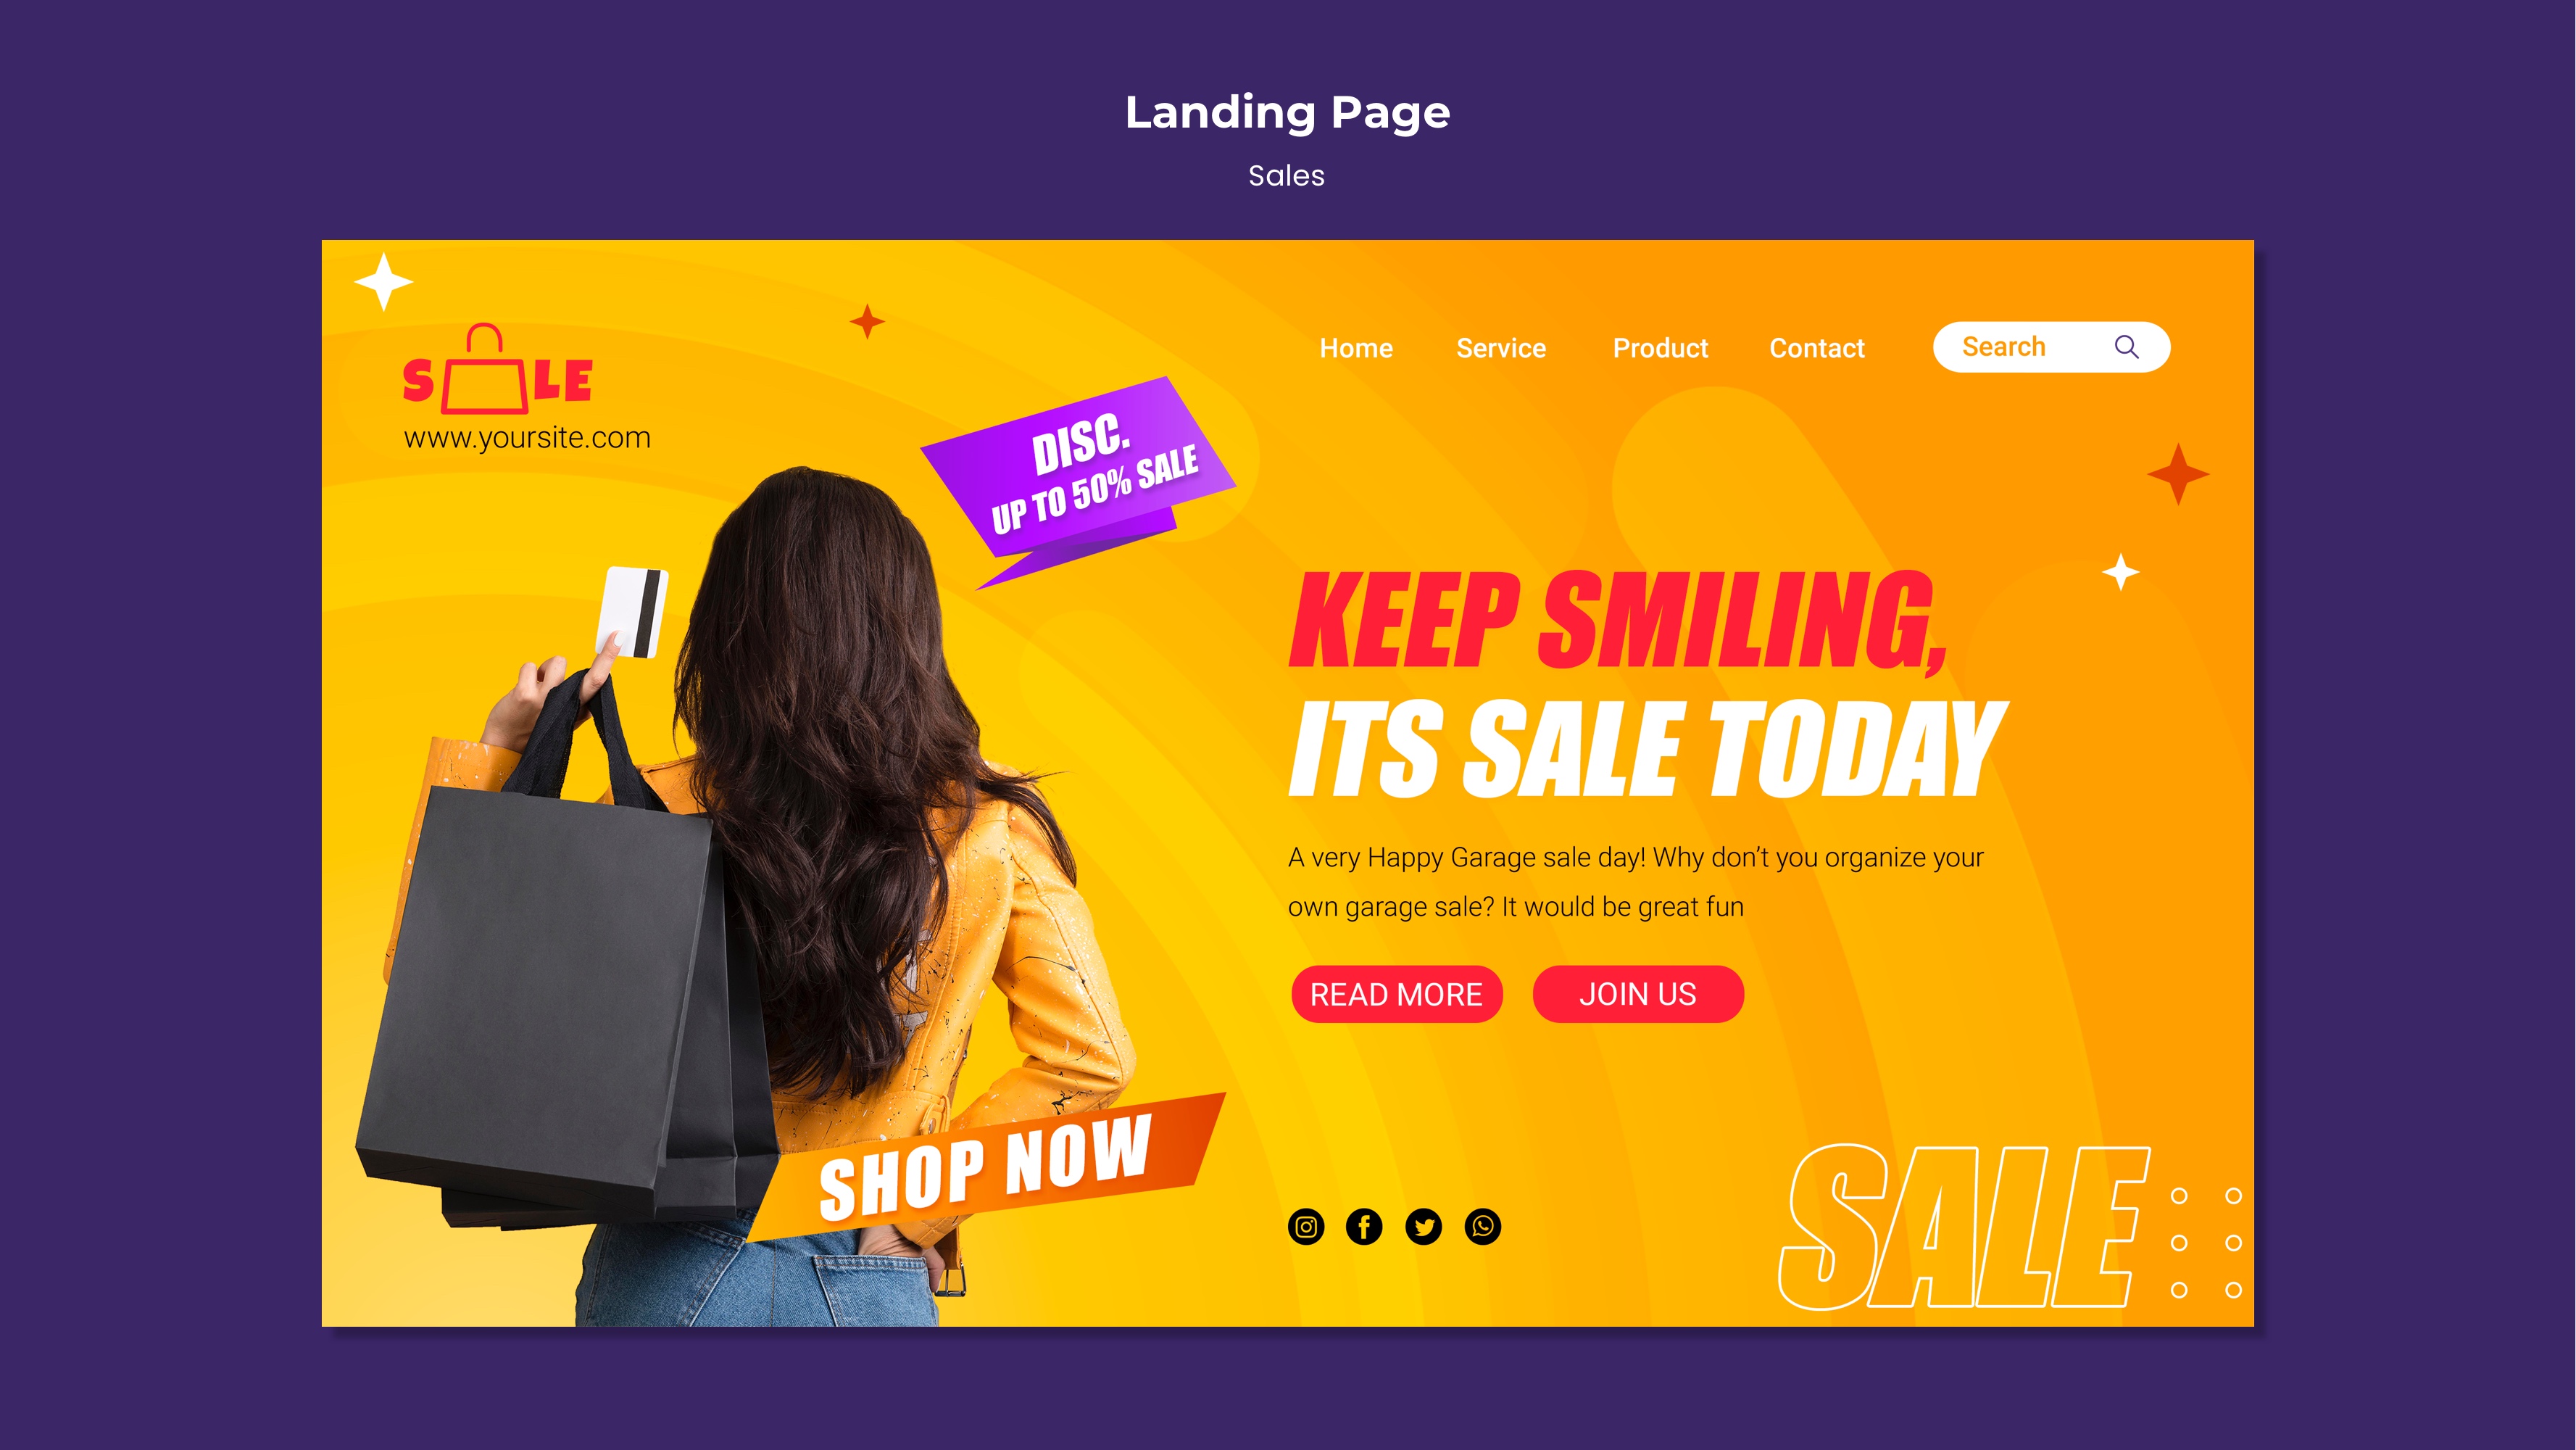 Landing Page
Sales
SALE
www.yoursite.com
Home Service Product Contact Search
DISC.
UP TO 50% SALE
KEEP SMILING,
ITS SALE TODAY
A very Happy Garage sale day! Why don’t you organize your
own garage sale? It would be great fun
READ MORE JOIN US
SHOP NOW
SALE